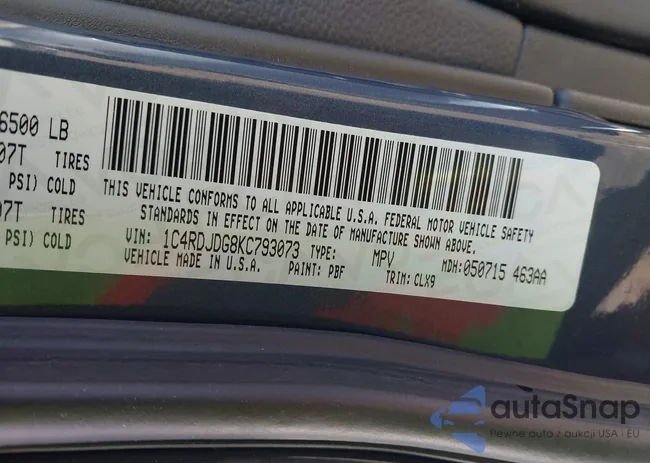 6500 LB
07T TIRES
PSI) COLD
07T TIRES
PSI) COLD
THIS VEHICLE CONFORMS TO ALL APPLICABLE U.S.A. FEDERAL MOTOR VEHICLE SAFETY
STANDARDS IN EFFECT ON THE DATE OF MANUFACTURE SHOWN ABOVE.
VIN: 1C4RDJDG8KC793073 TYPE: MPV MDH:050715 463AA
VEHICLE MADE IN U.S.A. PAINT: PBF TRIM: CLX9
autaSnap
Pewne auta z aukcji USA i EU